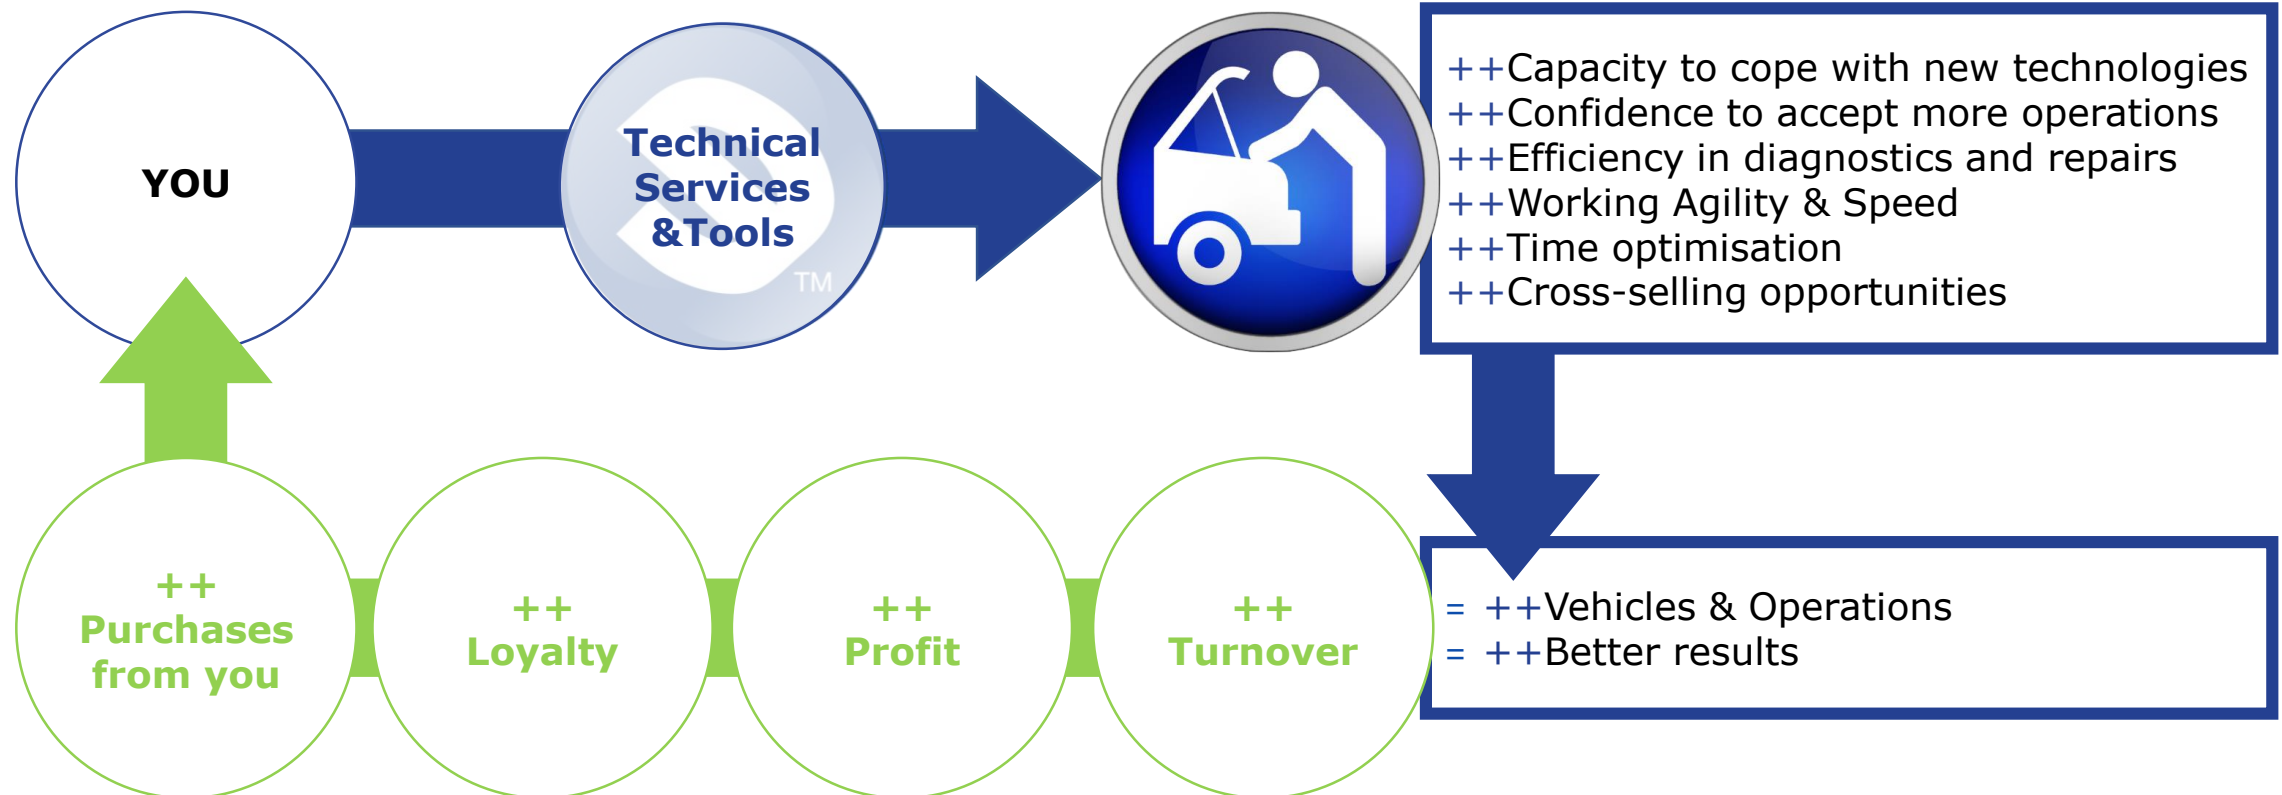 YOU
Technical
Services
&Tools
TM
++Capacity to cope with new technologies
++Confidence to accept more operations
++Efficiency in diagnostics and repairs
++Working Agility & Speed
++Time optimisation
++Cross-selling opportunities
++
Purchases
from you
++
Loyalty
++
Profit
++
Turnover
= ++Vehicles & Operations
= ++Better results